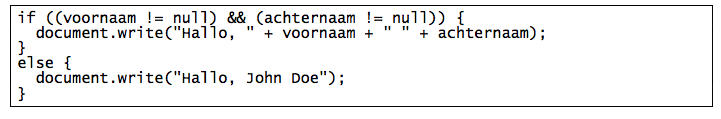 if ((voornaam != null) && (achternaam != null)) {
  document.write("Hallo, " + voornaam + " " + achternaam);
}
else {
  document.write("Hallo, John Doe");
}